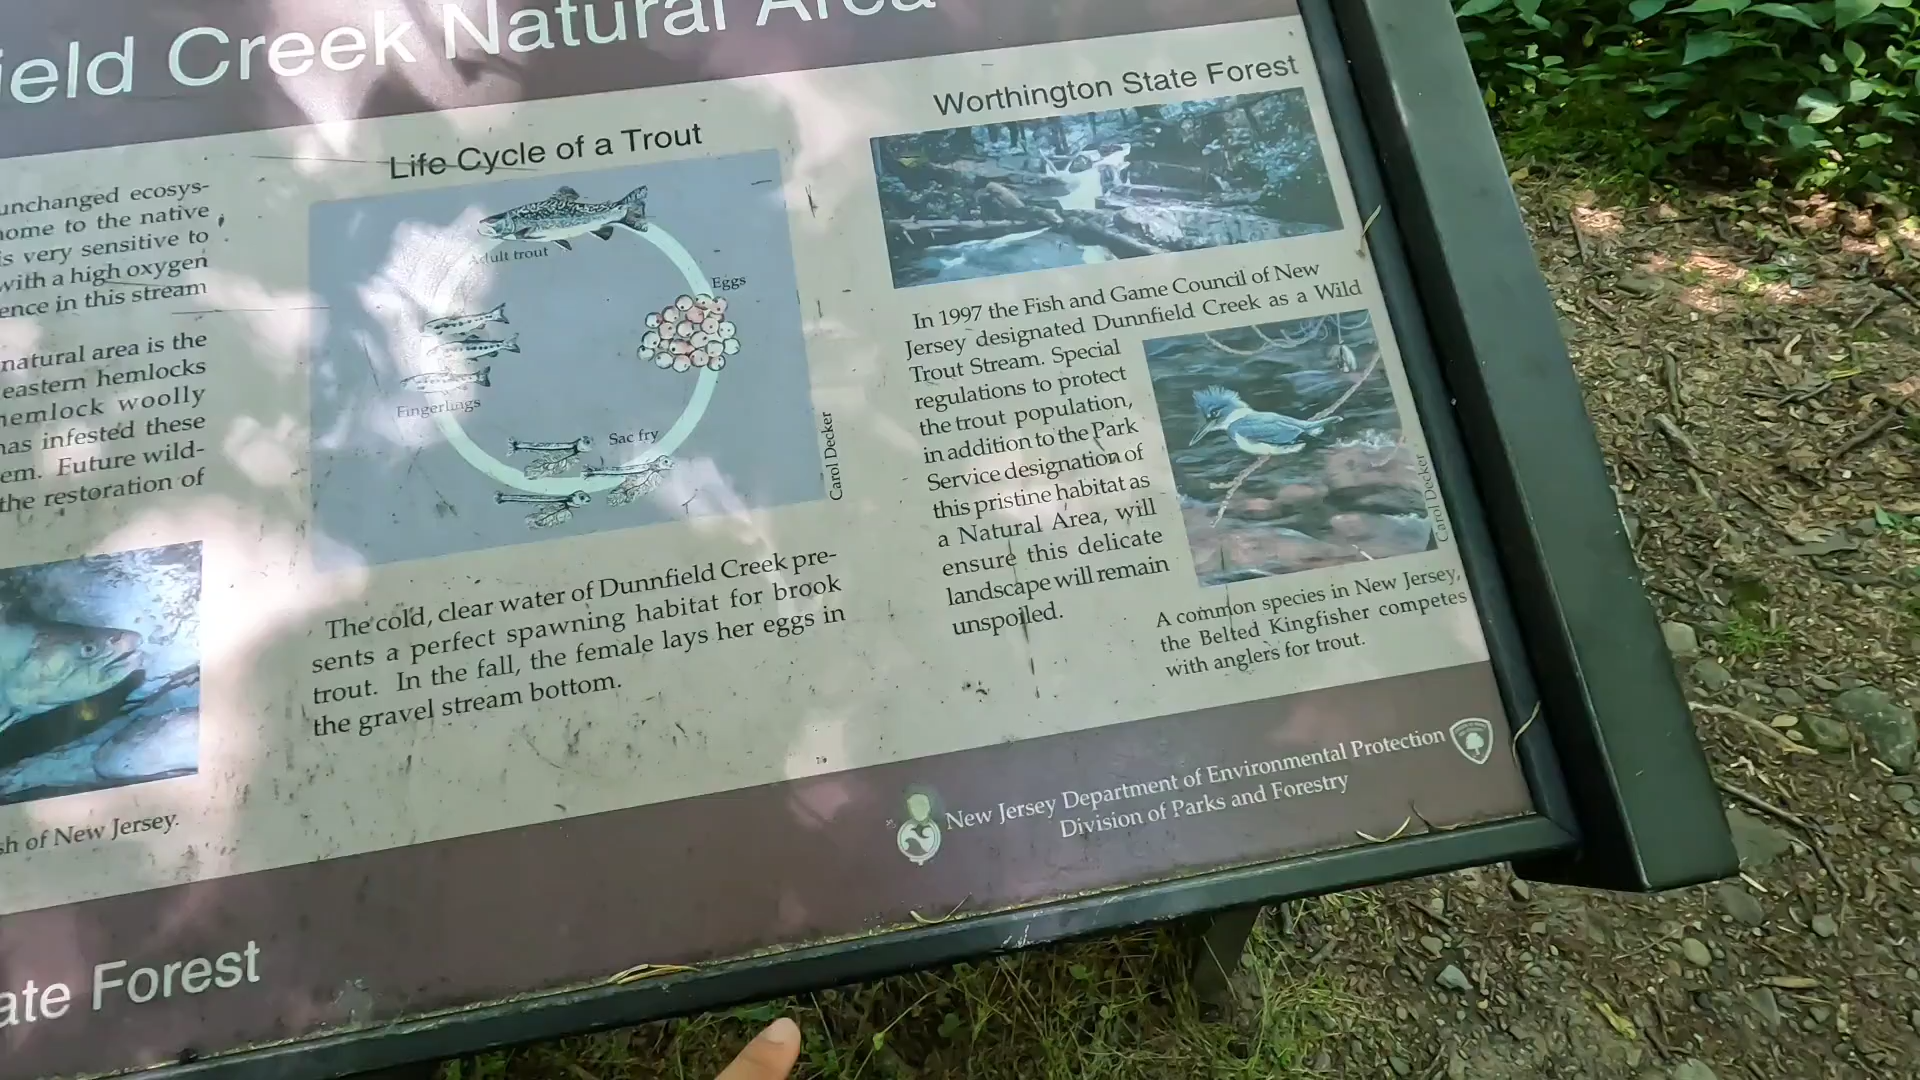 Creek Natural Area
unchanged ecosys-
home to the native
is very sensitive to
with a high oxygen
in this stream
natural area is the
eastern hemlocks
hemlock woolly
has infested these
Future wild-
the restoration of
of New Jersey.
Life Cycle of a Trout
Adult trout
Eggs
Fingerlings
Sac fry
Carol Decker
The cold, clear water of Dunnfield Creek pre-
sents a perfect spawning habitat for brook
trout. In the fall, the female lays her eggs in
the gravel stream bottom.
Worthington State Forest
In 1997 the Fish and Game Council of New
Jersey designated Dunnfield Creek as a Wild
Trout Stream. Special
regulations to protect
the trout population,
in addition to the Park
Service designation of
this pristine habitat as
a Natural Area, will
ensure this delicate
landscape will remain
unspoiled.
Carol Decker
A common species in New Jersey,
the Belted Kingfisher competes
with anglers for trout.
New Jersey Department of Environmental Protection
Division of Parks and Forestry
Forest